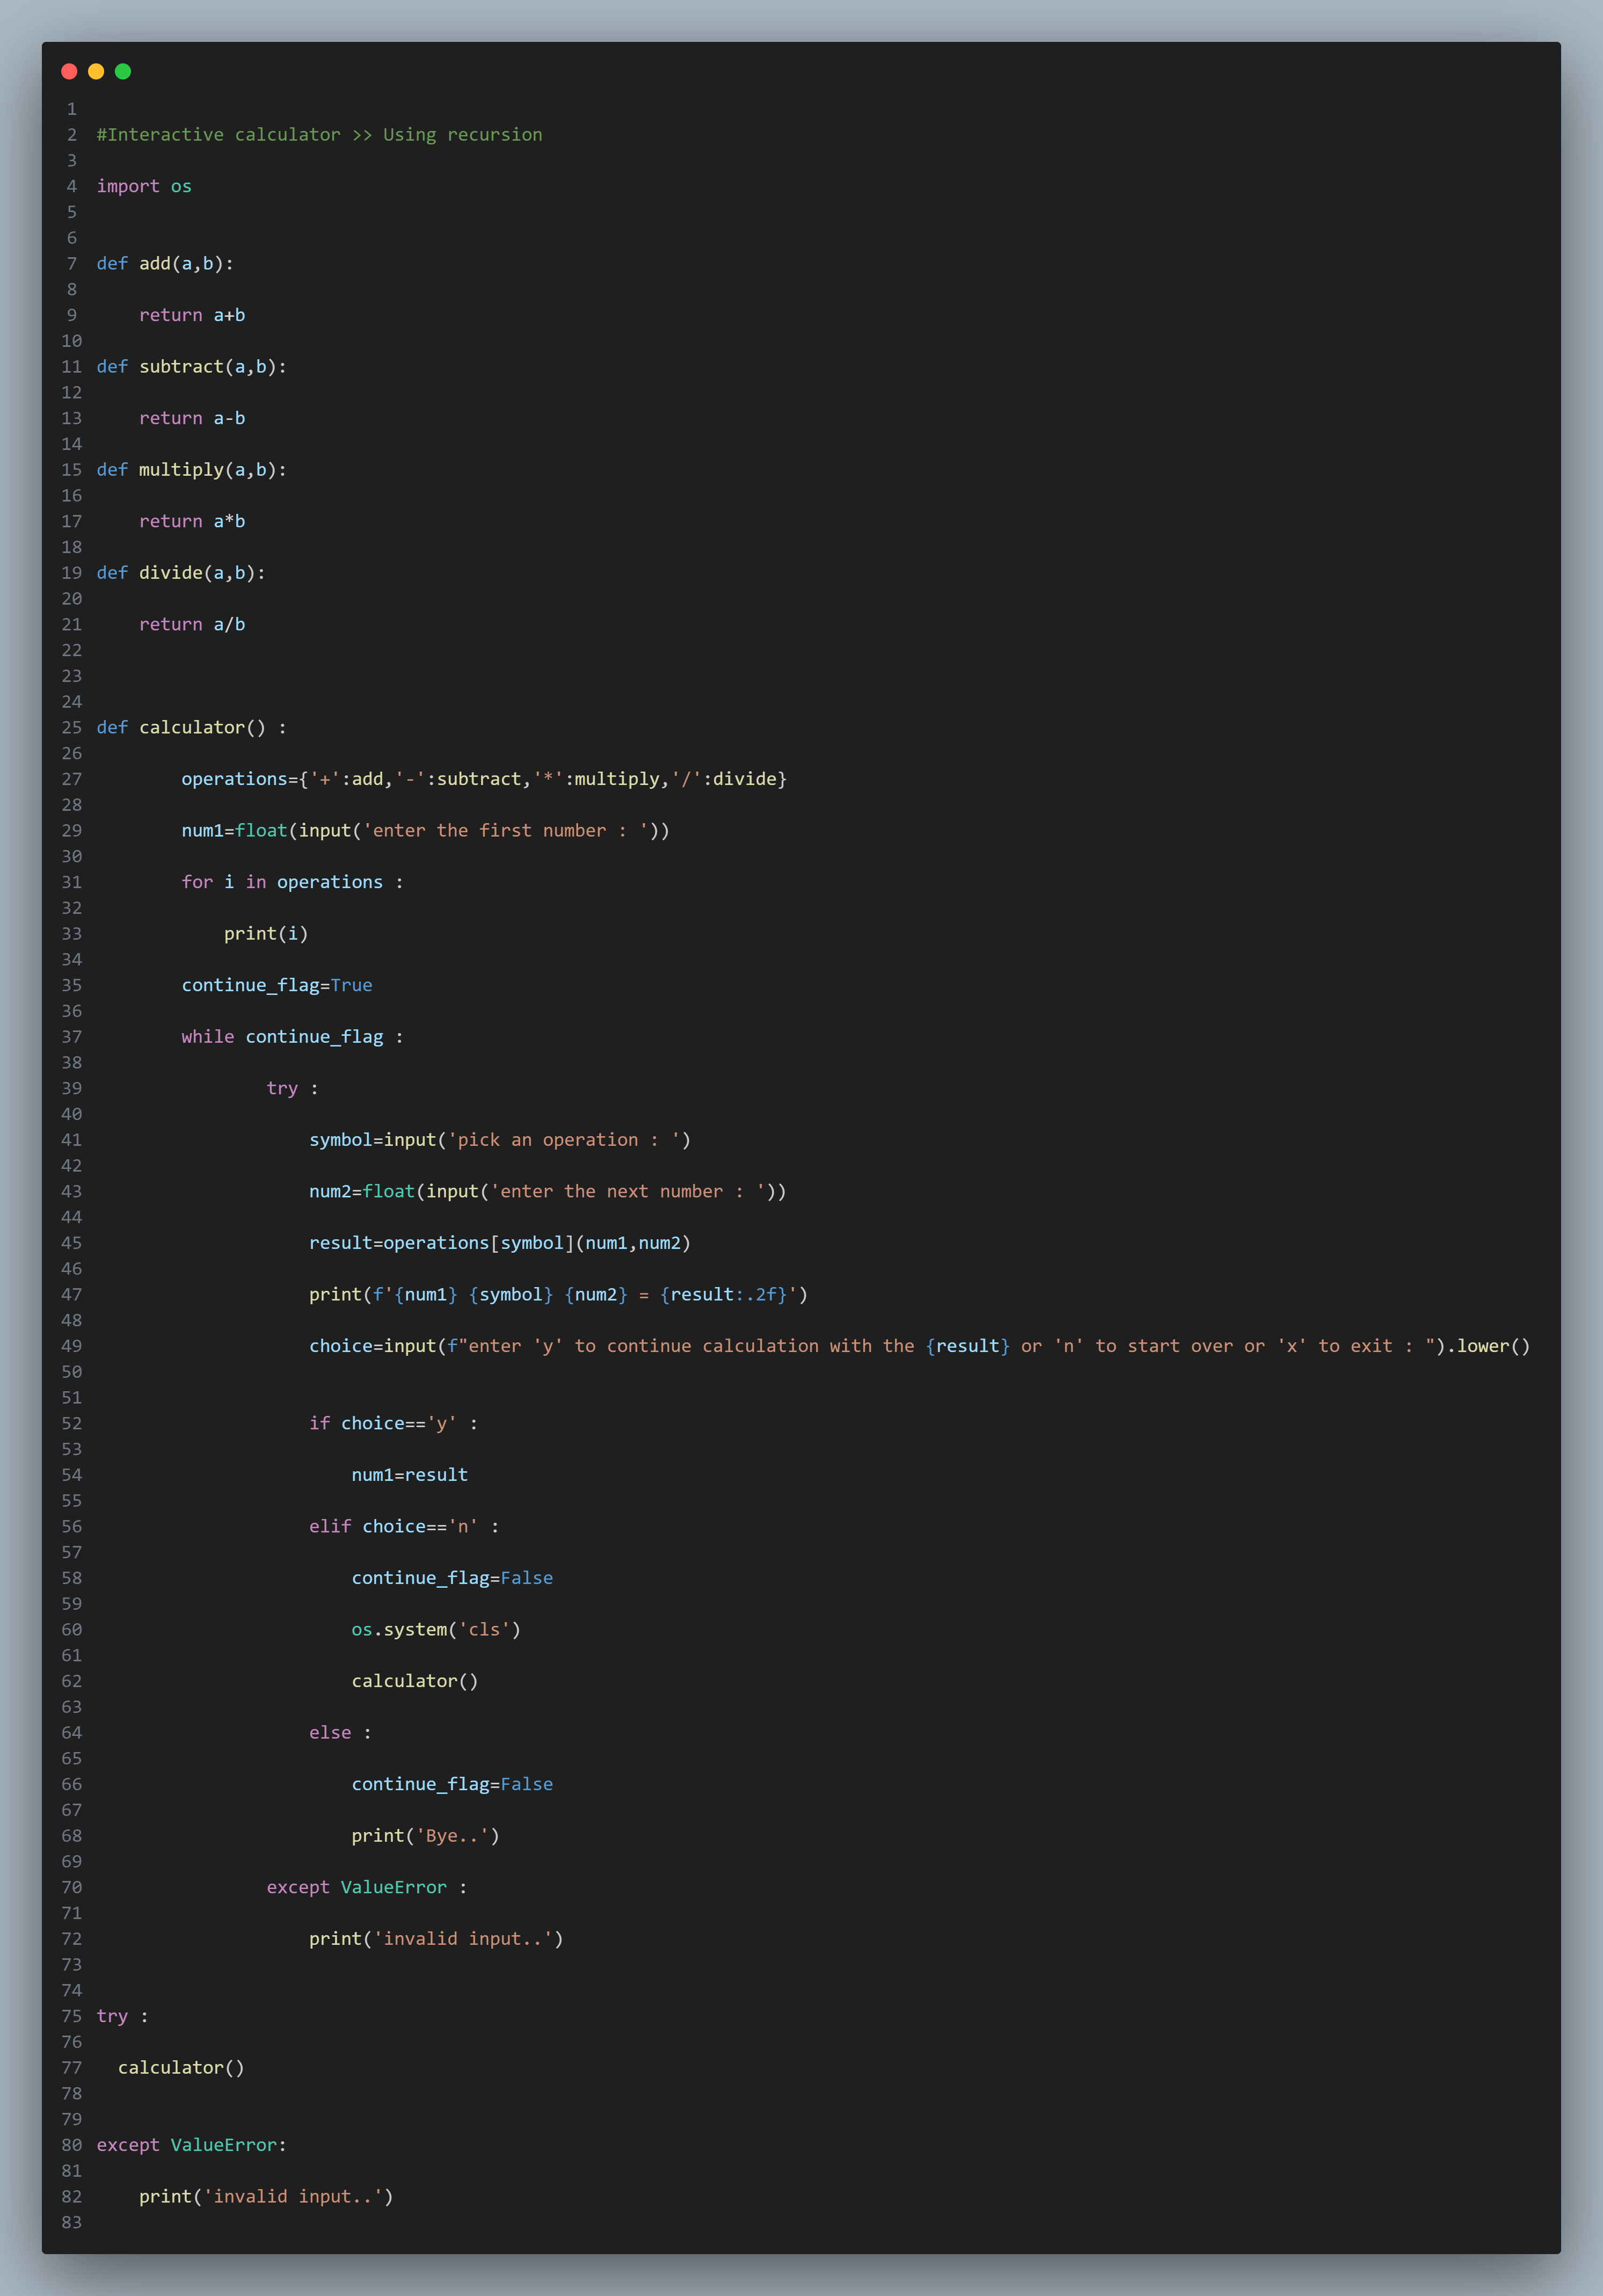 1
2 #Interactive calculator >> Using recursion
3
4 import os
5
6
7 def add(a,b):
8
9     return a+b
10
11 def subtract(a,b):
12
13     return a-b
14
15 def multiply(a,b):
16
17     return a*b
18
19 def divide(a,b):
20
21     return a/b
22
23
24
25 def calculator() :
26
27         operations={'+':add,'-':subtract,'*':multiply,'/':divide}
28
29         num1=float(input('enter the first number : '))
30
31         for i in operations :
32
33             print(i)
34
35         continue_flag=True
36
37         while continue_flag :
38
39                 try :
40
41                     symbol=input('pick an operation : ')
42
43                     num2=float(input('enter the next number : '))
44
45                     result=operations[symbol](num1,num2)
46
47                     print(f'{num1} {symbol} {num2} = {result:.2f}')
48
49                     choice=input(f"enter 'y' to continue calculation with the {result} or 'n' to start over or 'x' to exit : ").lower()
50
51
52                     if choice=='y' :
53
54                         num1=result
55
56                     elif choice=='n' :
57
58                         continue_flag=False
59
60                         os.system('cls')
61
62                         calculator()
63
64                     else :
65
66                         continue_flag=False
67
68                         print('Bye..')
69
70                 except ValueError :
71
72                     print('invalid input..')
73
74
75 try :
76
77   calculator()
78
79
80 except ValueError:
81
82     print('invalid input..')
83